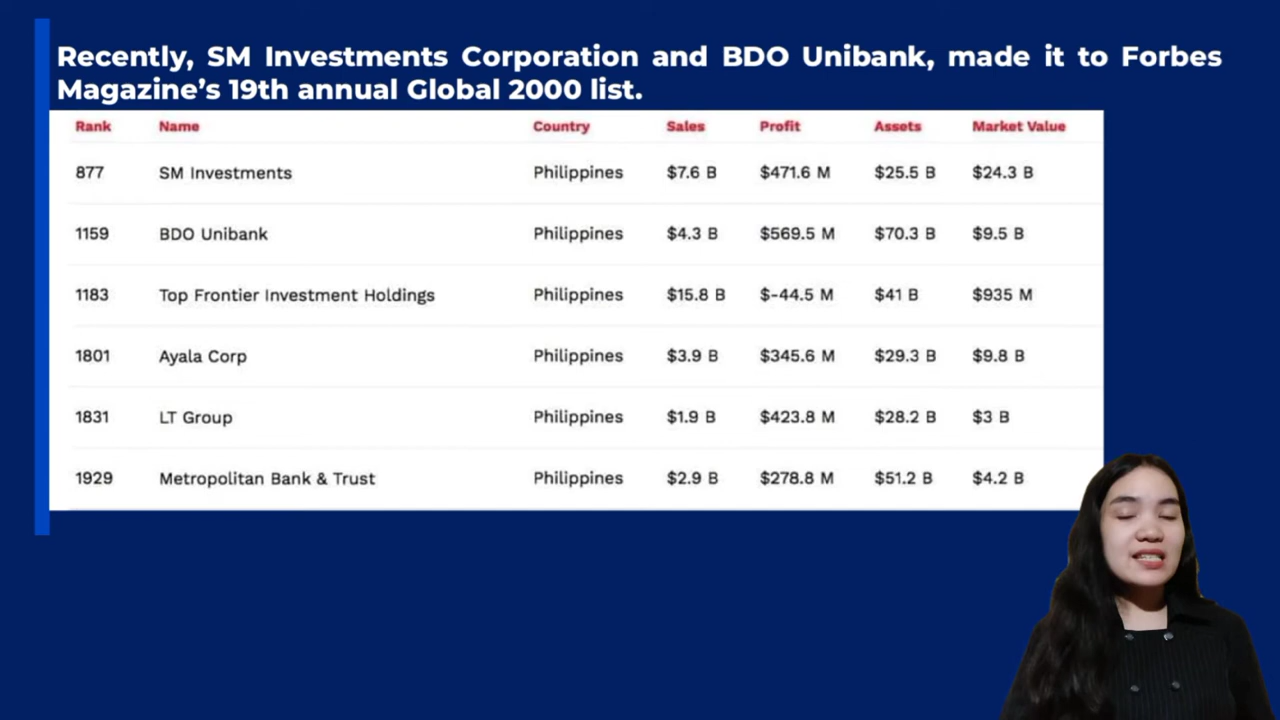 Recently, SM Investments Corporation and BDO Unibank, made it to Forbes
Magazine’s 19th annual Global 2000 list.
Rank Name Country Sales Profit Assets Market Value
877 SM Investments Philippines $7.6 B $471.6 M $25.5 B $24.3 B
1159 BDO Unibank Philippines $4.3 B $569.5 M $70.3 B $9.5 B
1183 Top Frontier Investment Holdings Philippines $15.8 B $-44.5 M $41 B $935 M
1801 Ayala Corp Philippines $3.9 B $345.6 M $29.3 B $9.8 B
1831 LT Group Philippines $1.9 B $423.8 M $28.2 B $3 B
1929 Metropolitan Bank & Trust Philippines $2.9 B $278.8 M $51.2 B $4.2 B